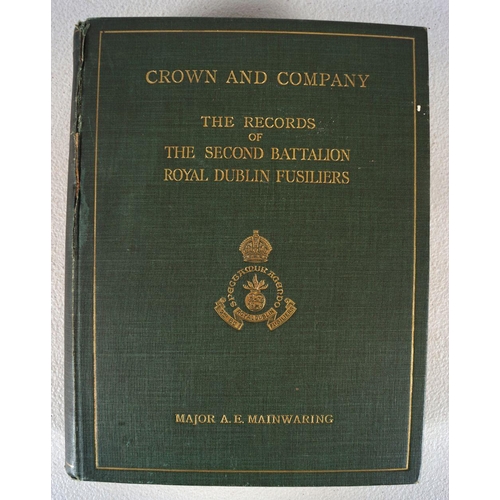 CROWN AND COMPANY
THE RECORDS
OF
THE SECOND BATTALION
ROYAL DUBLIN FUSILIERS
SPECTAMUR AGENDO
MAJOR A. E. MAINWARING